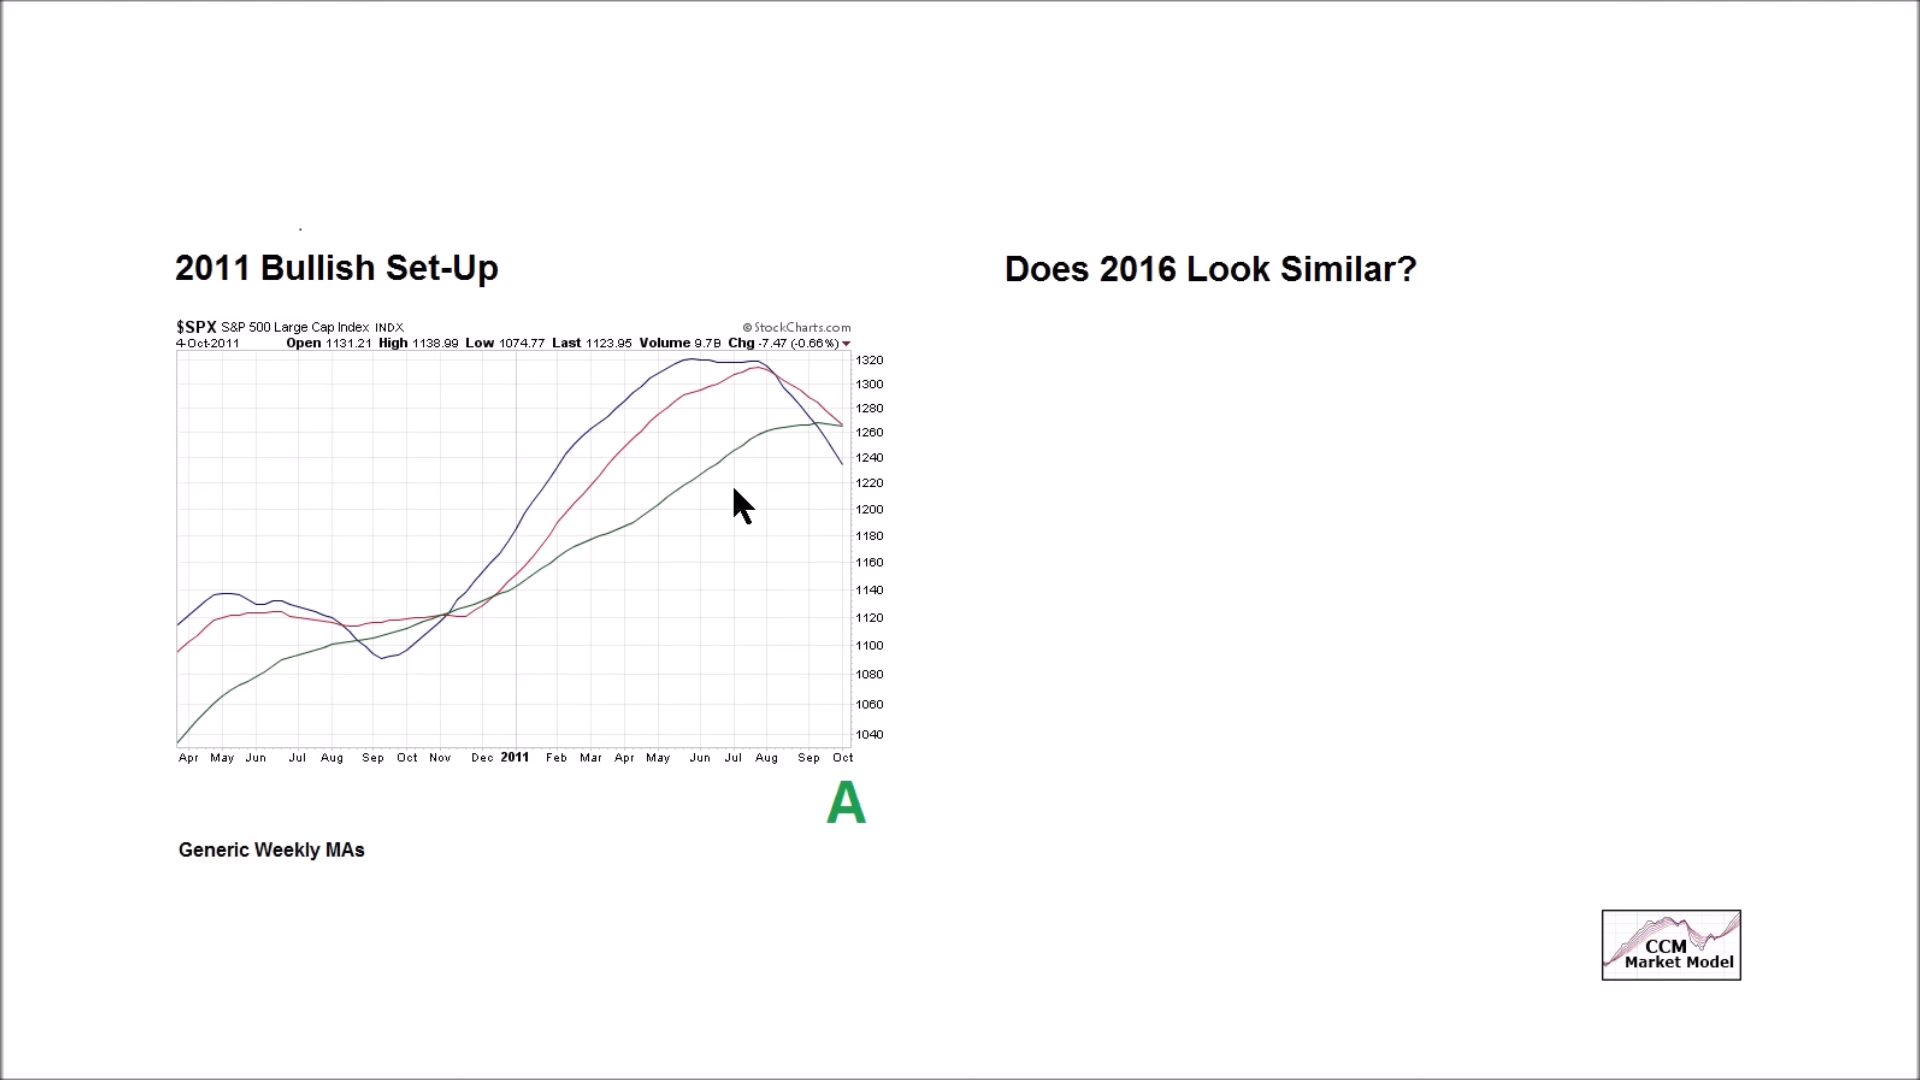 2011 Bullish Set-Up
Does 2016 Look Similar?
$SPX S&P 500 Large Cap Index INDX
© StockCharts.com
4-Oct-2011 Open 1131.21 High 1138.99 Low 1074.77 Last 1123.95 Volume 9.7B Chg -7.47 (-0.66%)
1320
1300
1280
1260
1240
1220
1200
1180
1160
1140
1120
1100
1080
1060
1040
Apr May Jun Jul Aug Sep Oct Nov Dec 2011 Feb Mar Apr May Jun Jul Aug Sep Oct
A
Generic Weekly MAs
CCM
Market Model